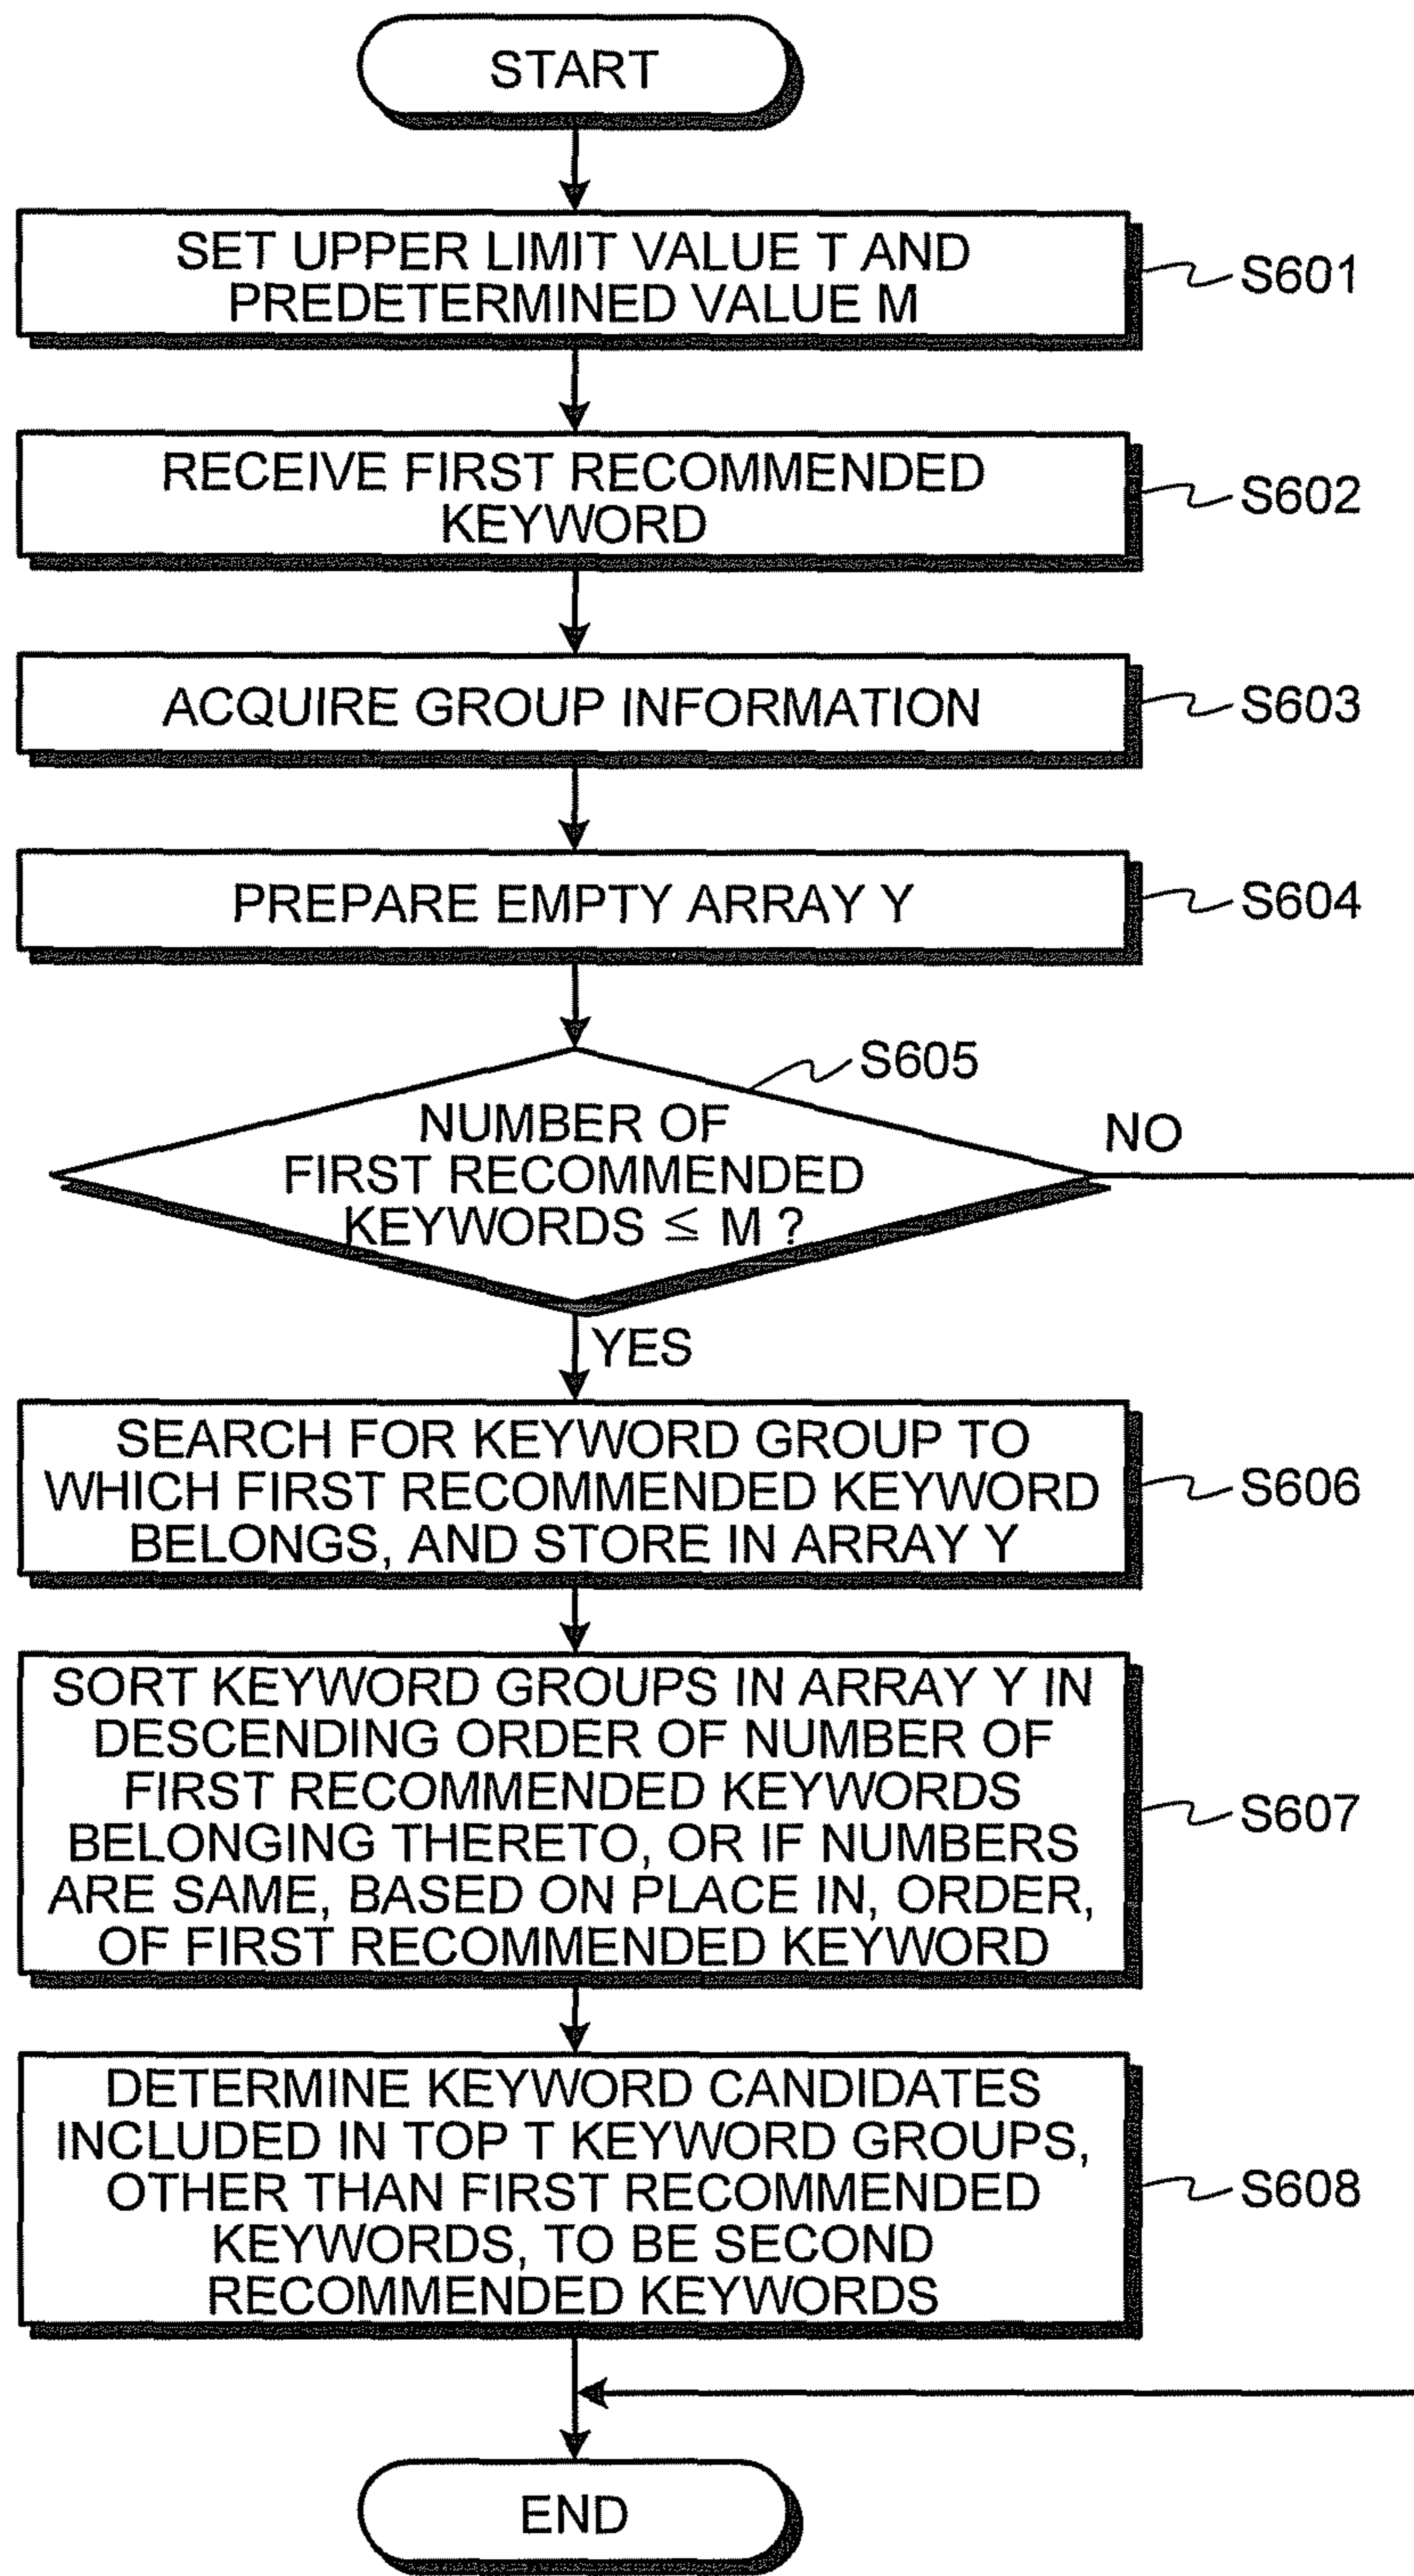 START
SET UPPER LIMIT VALUE T AND
PREDETERMINED VALUE M
S601
RECEIVE FIRST RECOMMENDED
KEYWORD
S602
ACQUIRE GROUP INFORMATION
S603
PREPARE EMPTY ARRAY Y
S604
S605
NUMBER OF
FIRST RECOMMENDED
KEYWORDS ≤ M ?
NO
YES
SEARCH FOR KEYWORD GROUP TO
WHICH FIRST RECOMMENDED KEYWORD
BELONGS, AND STORE IN ARRAY Y
S606
SORT KEYWORD GROUPS IN ARRAY Y IN
DESCENDING ORDER OF NUMBER OF
FIRST RECOMMENDED KEYWORDS
BELONGING THERETO, OR IF NUMBERS
ARE SAME, BASED ON PLACE IN, ORDER,
OF FIRST RECOMMENDED KEYWORD
S607
DETERMINE KEYWORD CANDIDATES
INCLUDED IN TOP T KEYWORD GROUPS,
OTHER THAN FIRST RECOMMENDED
KEYWORDS, TO BE SECOND
RECOMMENDED KEYWORDS
S608
END